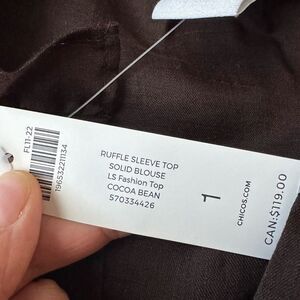 FL11-22
196532211134
RUFFLE SLEEVE TOP
SOLID BLOUSE
LS Fashion Top
COCOA BEAN
570334426
1
CHICOS.COM
CAN:$119.00